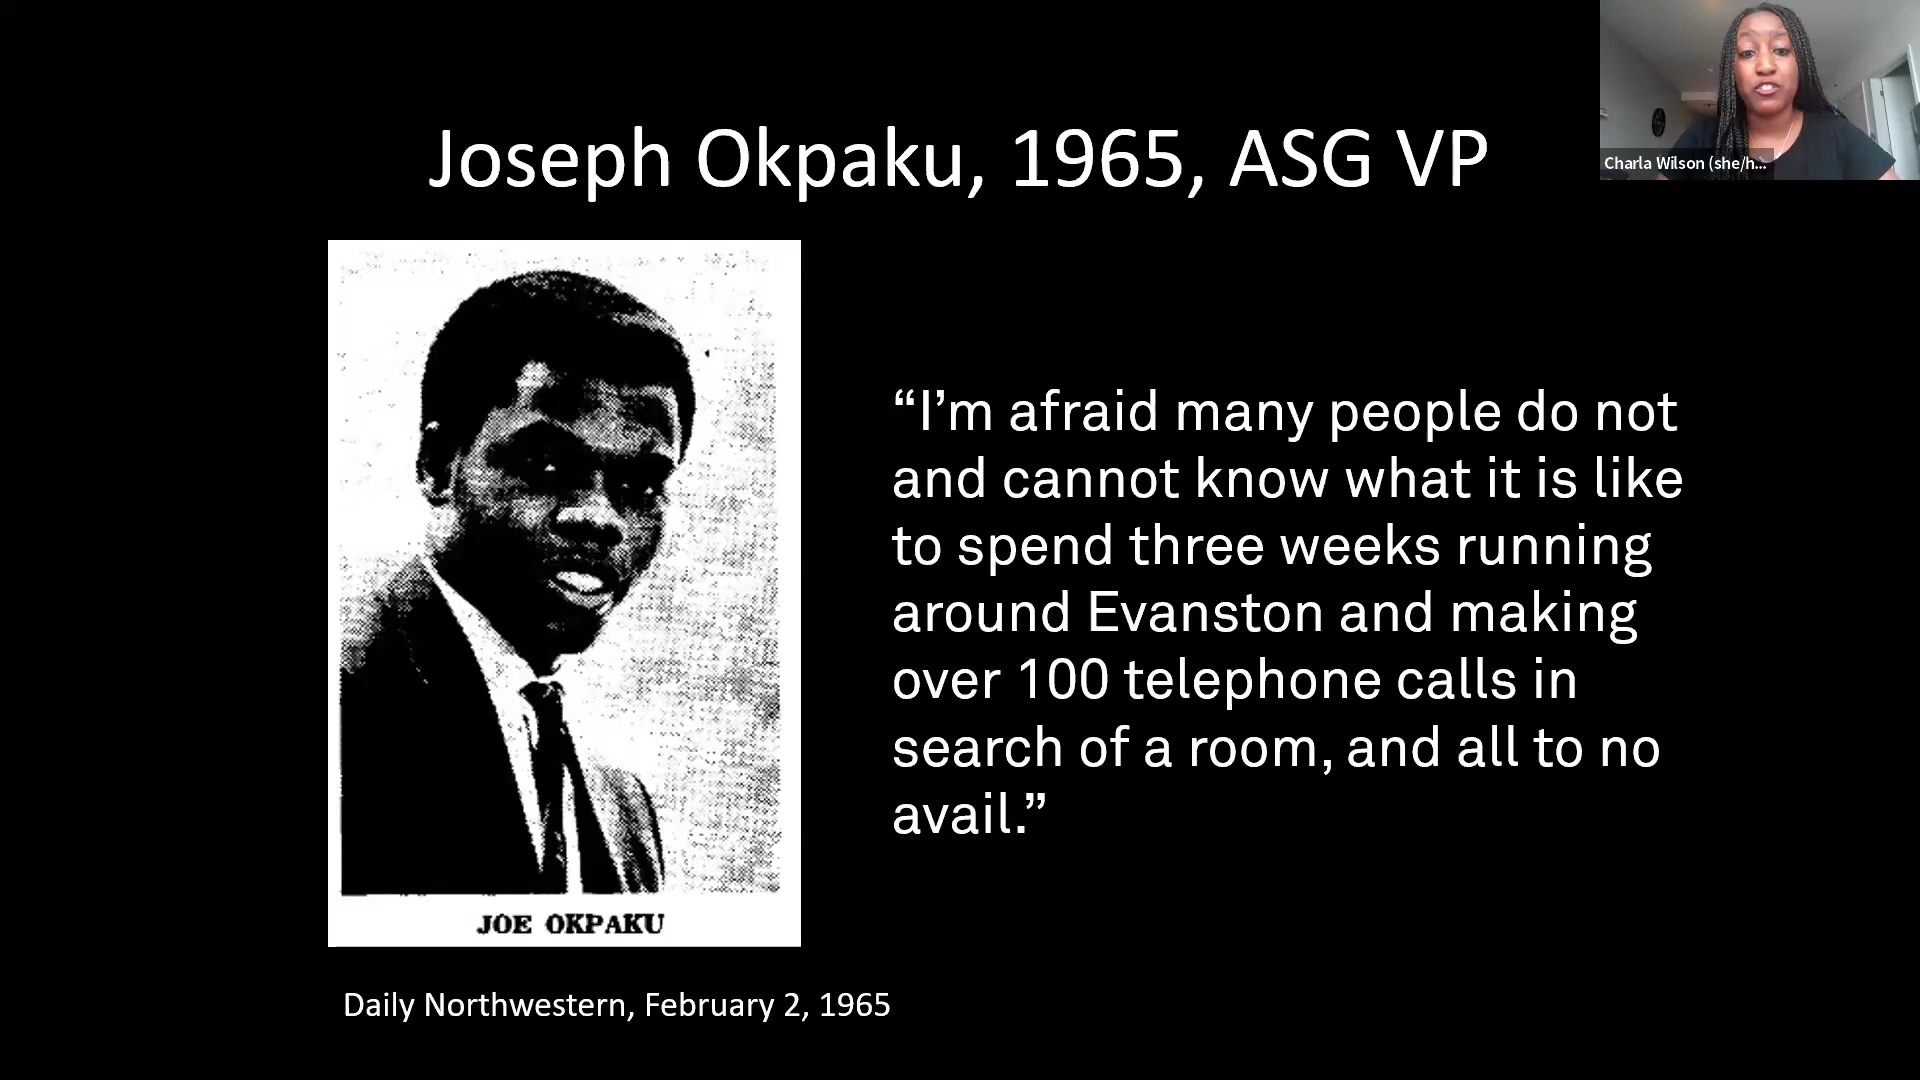 Joseph Okpaku, 1965, ASG VP
Charla Wilson (she/h...
“I’m afraid many people do not
and cannot know what it is like
to spend three weeks running
around Evanston and making
over 100 telephone calls in
search of a room, and all to no
avail.”
JOE OKPAKU
Daily Northwestern, February 2, 1965